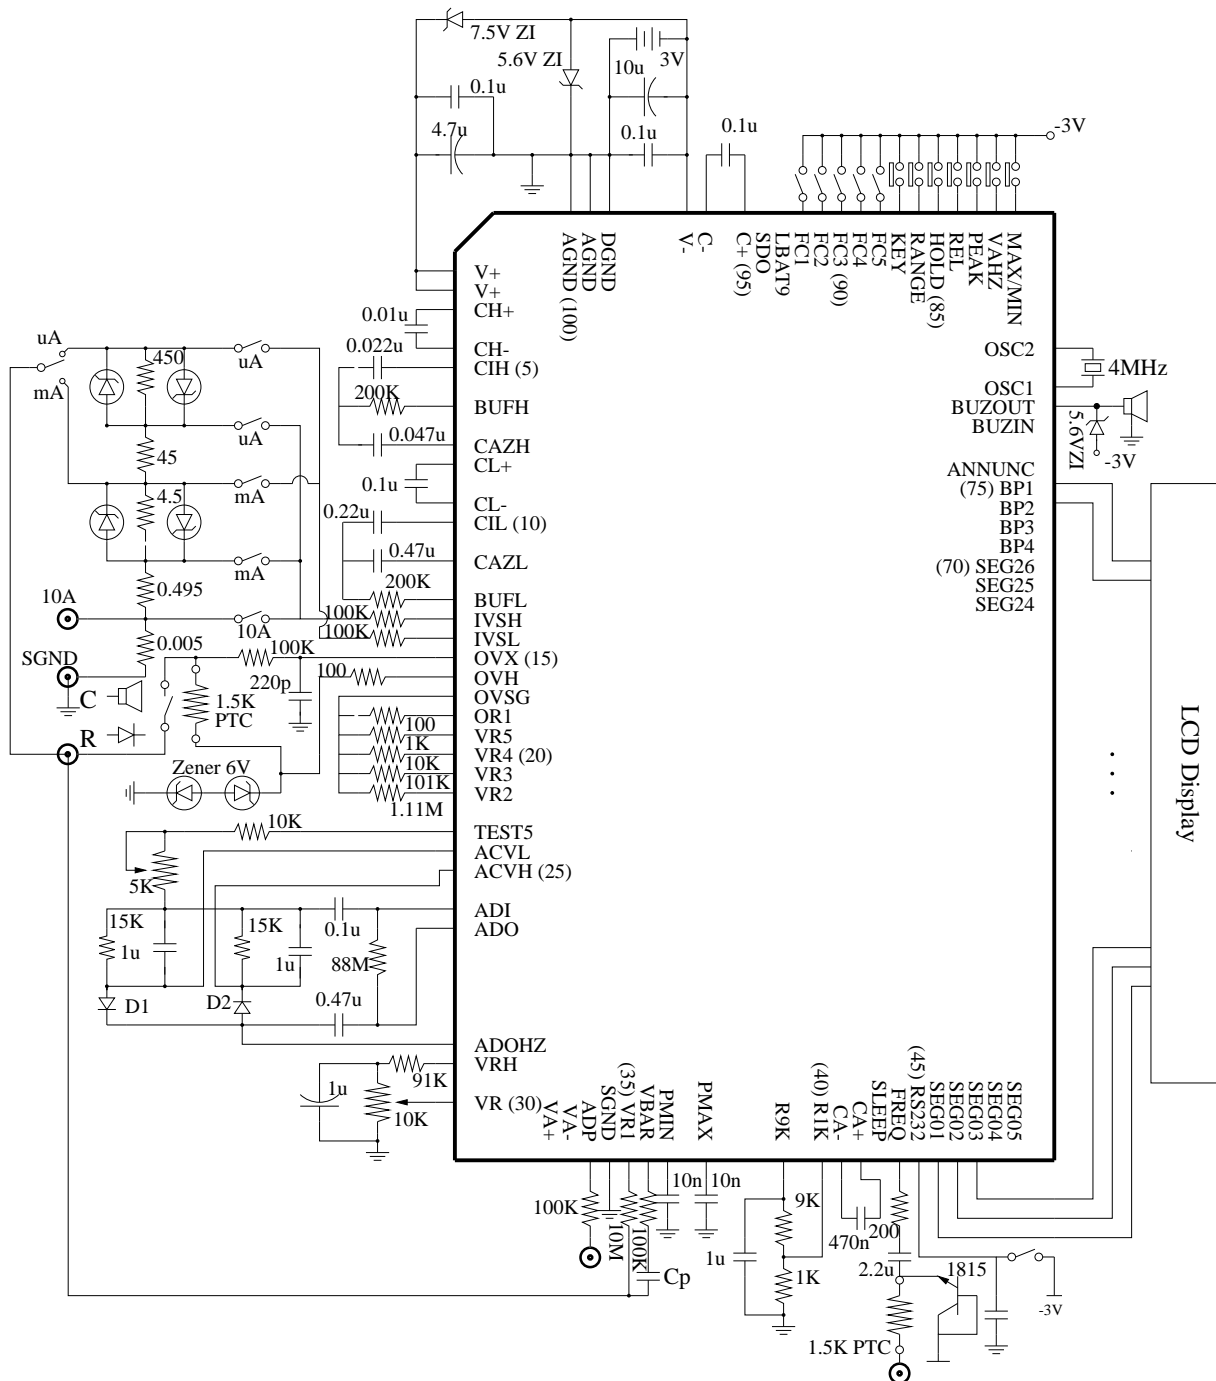 7.5V ZI
5.6V ZI
10u
3V
0.1u
4.7u
0.1u
0.1u
-3V
AGND (100)
AGND
DGND
V-
C-
C+ (95)
SDO
LBAT9
FC1
FC2
FC3 (90)
FC4
FC5
KEY
RANGE
HOLD (85)
REL
PEAK
VAHZ
MAX/MIN
V+
V+
CH+
0.01u
CH-
0.022u
CIH (5)
200K
BUFH
0.047u
CAZH
CL+
0.1u
CL-
0.22u
CIL (10)
0.47u
CAZL
200K
BUFL
100K
IVSH
100K
IVSL
100K
OVX (15)
100
OVH
220p
OVSG
OR1
100
VR5
1K
VR4 (20)
10K
VR3
101K
VR2
1.11M
uA
mA
450
uA
uA
45
mA
4.5
mA
0.495
10A
10A
0.005
SGND
C
1.5K
PTC
R
Zener 6V
10K
TEST5
ACVL
5K
ACVH (25)
15K
1u
15K
1u
0.1u
ADI
ADO
88M
D1
D2
0.47u
ADOHZ
VRH
91K
1u
10K
VR (30)
OSC2
4MHz
OSC1
BUZOUT
BUZIN
5.6VZI
-3V
ANNUNC
(75) BP1
BP2
BP3
BP4
(70) SEG26
SEG25
SEG24
LCD Display
VA+
VA-
ADP
SGND
(35) VR1
VBAR
PMIN
PMAX
R9K
(40) R1K
CA-
CA+
SLEEP
FREQ
(45) RS232
SEG01
SEG02
SEG03
SEG04
SEG05
100K
10M
100K
Cp
10n
10n
9K
1u
1K
470n
200
2.2u
1815
-3V
1.5K PTC